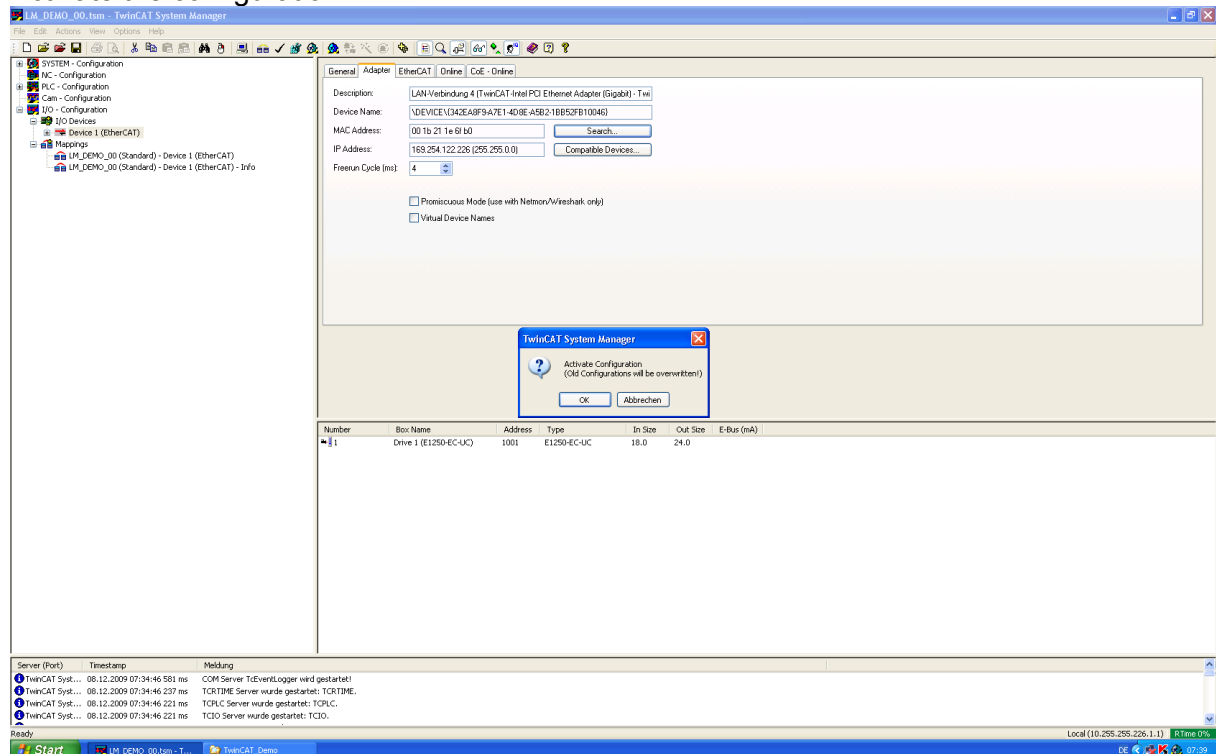 LM_DEMO_00.tsm - TwinCAT System Manager
File Edit Actions View Options Help
SYSTEM - Configuration
NC - Configuration
PLC - Configuration
Cam - Configuration
I/O - Configuration
I/O Devices
Device 1 (EtherCAT)
Mappings
LM_DEMO_00 (Standard) - Device 1 (EtherCAT)
LM_DEMO_00 (Standard) - Device 1 (EtherCAT) - Info
General Adapter EtherCAT Online CoE - Online
Description: LAN-Verbindung 4 (TwinCAT-Intel PCI Ethernet Adapter (Gigabit) - Twi
Device Name: \DEVICE\{342EA8F9-A7E1-4D8E-A5B2-1BB52FB10046}
MAC Address: 00 1b 21 1e 6f b0 Search...
IP Address: 169.254.122.226 (255.255.0.0) Compatible Devices...
Freerun Cycle (ms): 4
Promiscuous Mode (use with Netmon/Wireshark only)
Virtual Device Names
TwinCAT System Manager
Activate Configuration
(Old Configurations will be overwritten!)
OK Abbrechen
Number Box Name Address Type In Size Out Size E-Bus (mA)
1 Drive 1 (E1250-EC-UC) 1001 E1250-EC-UC 18.0 24.0
Server (Port) Timestamp Meldung
TwinCAT Syst... 08.12.2009 07:34:46 581 ms COM Server TcEventLogger wird gestartet!
TwinCAT Syst... 08.12.2009 07:34:46 237 ms TCRTIME Server wurde gestartet: TCRTIME.
TwinCAT Syst... 08.12.2009 07:34:46 221 ms TCPLC Server wurde gestartet: TCPLC.
TwinCAT Syst... 08.12.2009 07:34:46 221 ms TCIO Server wurde gestartet: TCIO.
Ready Local (10.255.255.226.1.1) RTime 0%
Start LM_DEMO_00.tsm - T... TwinCAT_Demo DE 07:39